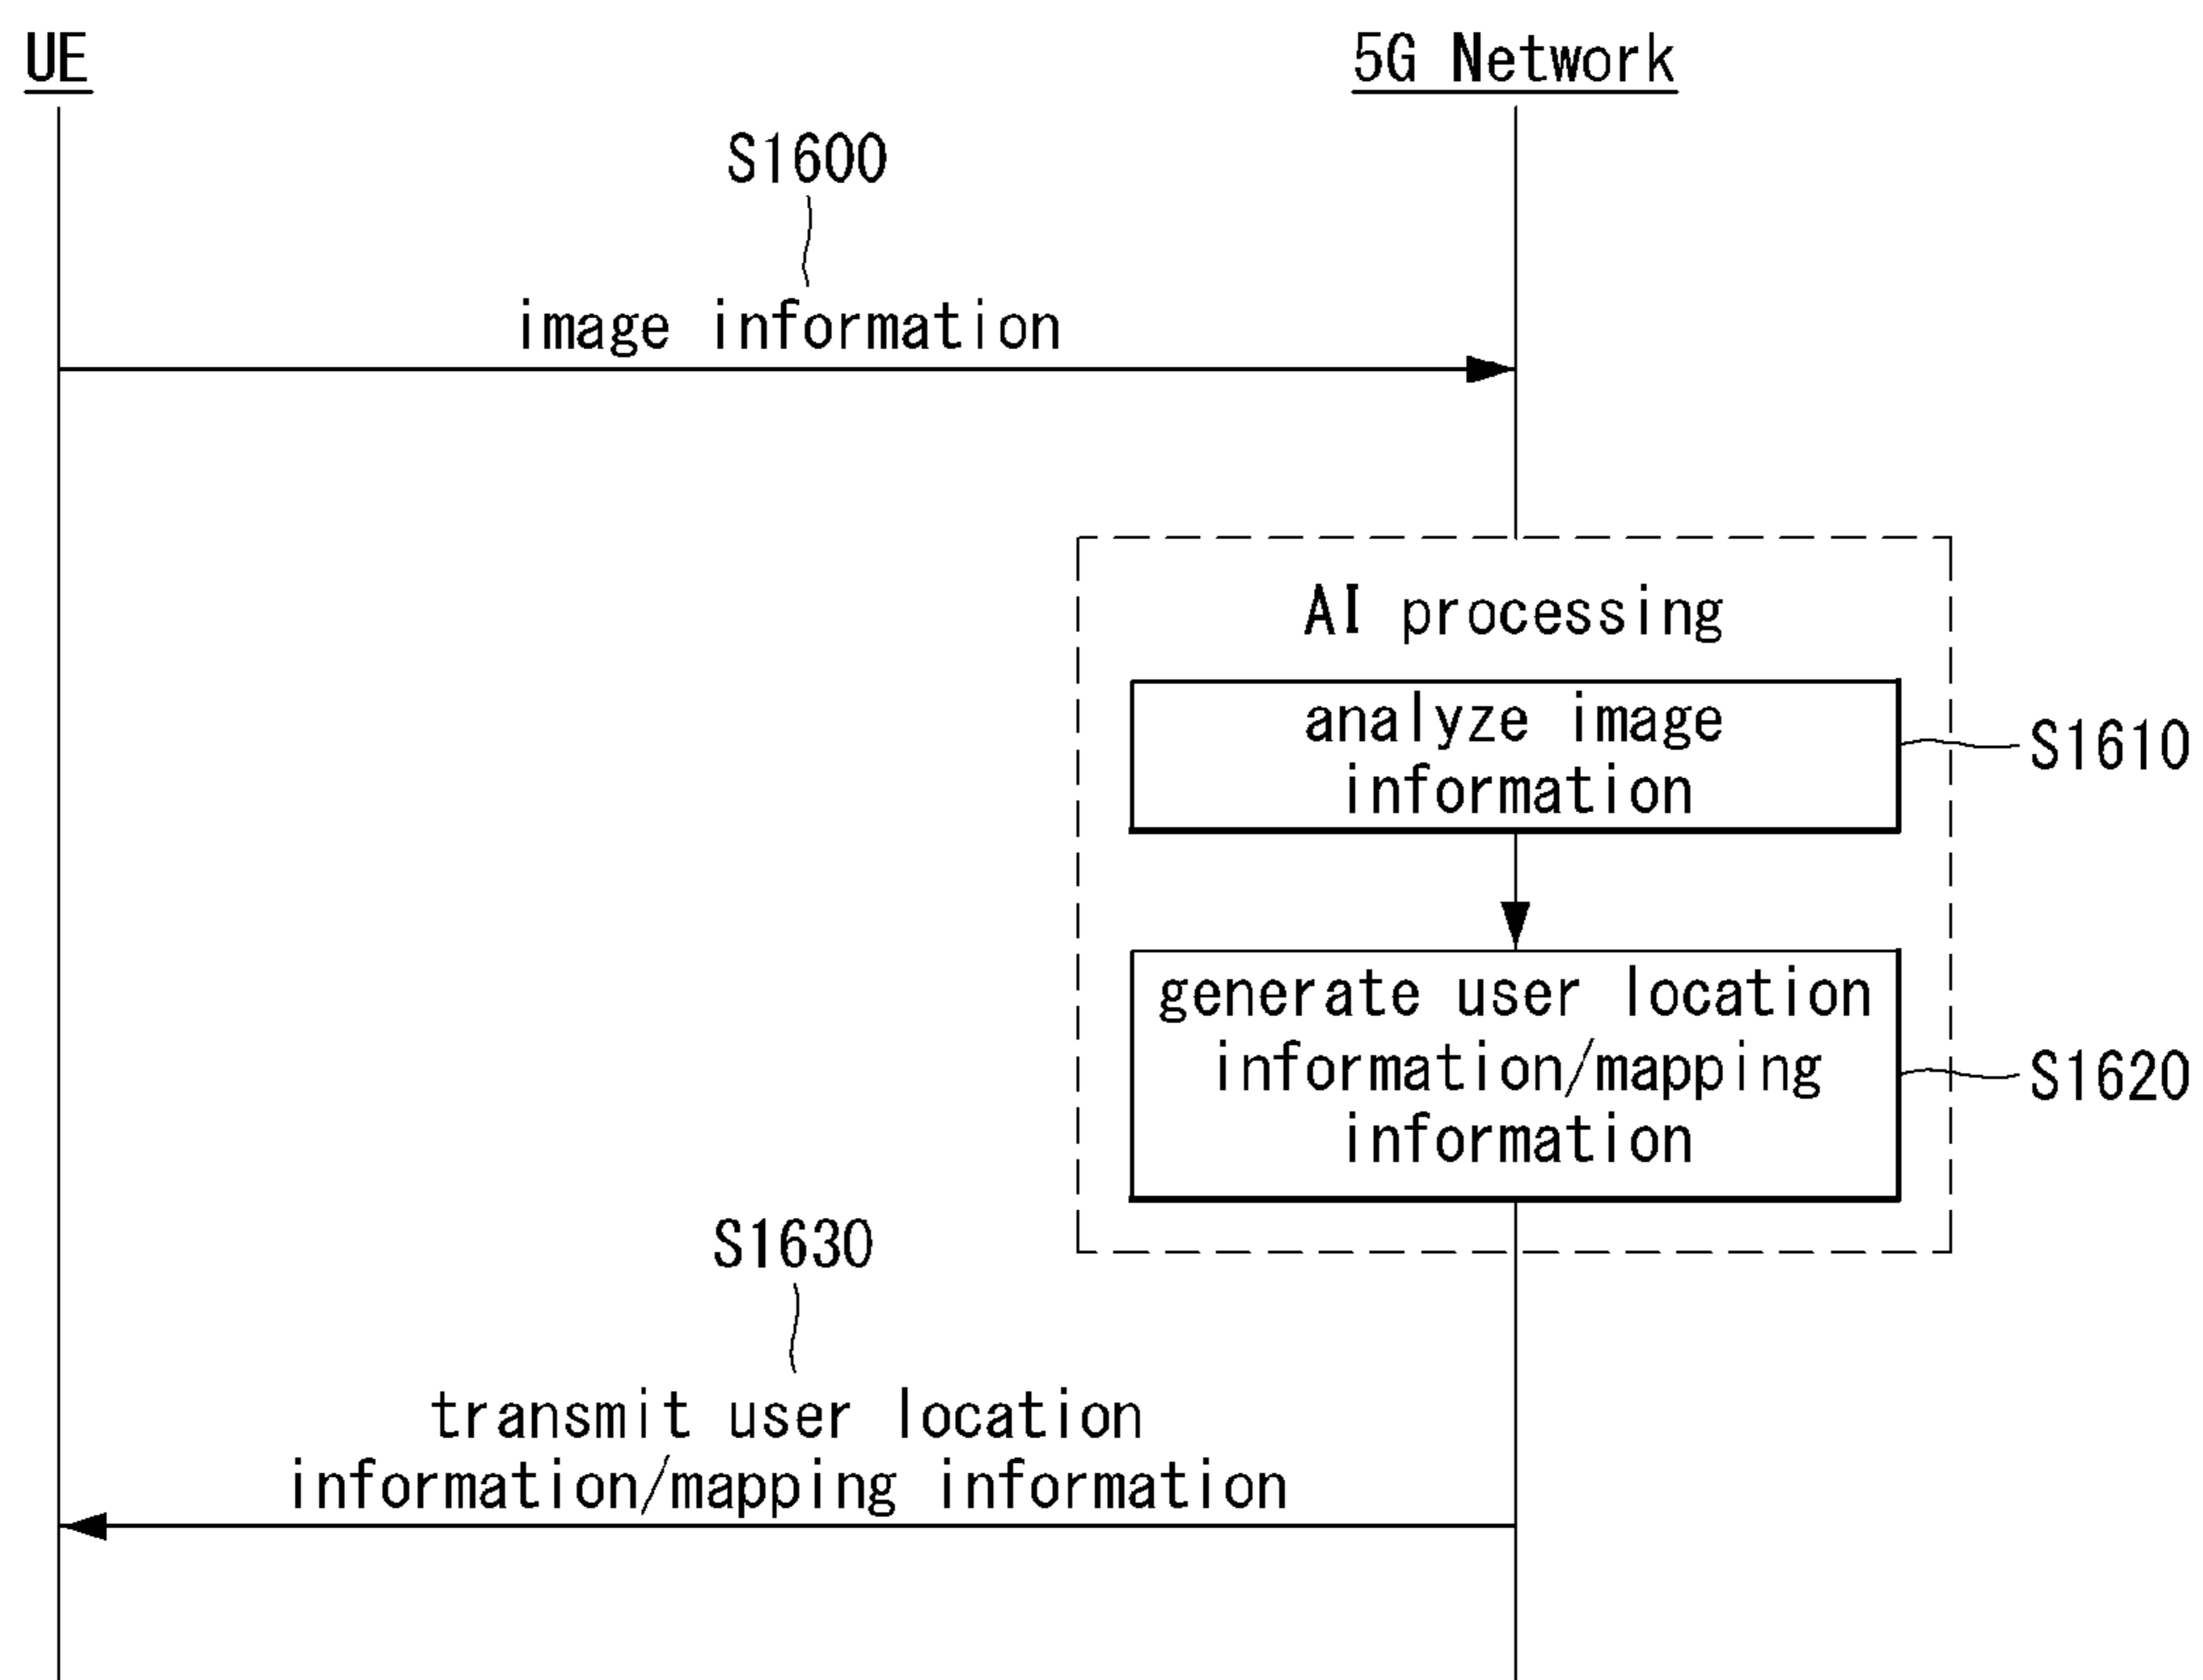 UE
5G Network
S1600
image information
AI processing
analyze image
information
S1610
generate user location
information/mapping
information
S1620
S1630
transmit user location
information/mapping information